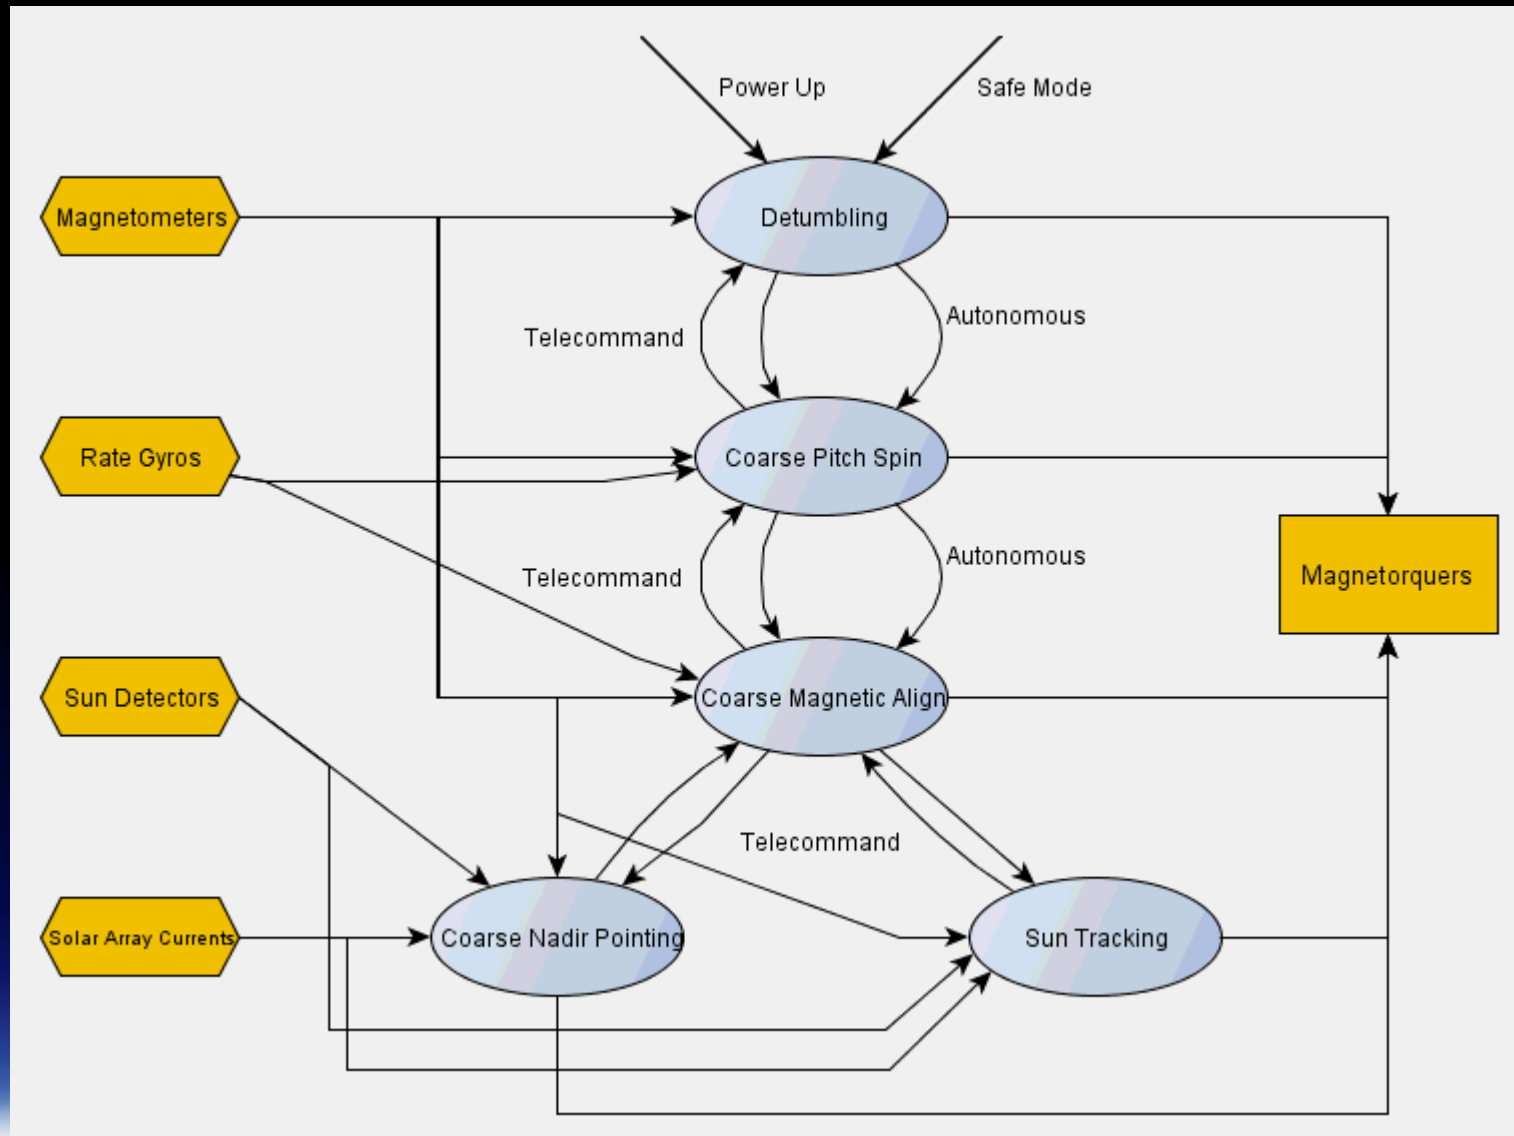 Power Up
Safe Mode
Magnetometers
Detumbling
Telecommand
Autonomous
Rate Gyros
Coarse Pitch Spin
Telecommand
Autonomous
Magnetorquers
Sun Detectors
Coarse Magnetic Align
Telecommand
Solar Array Currents
Coarse Nadir Pointing
Sun Tracking